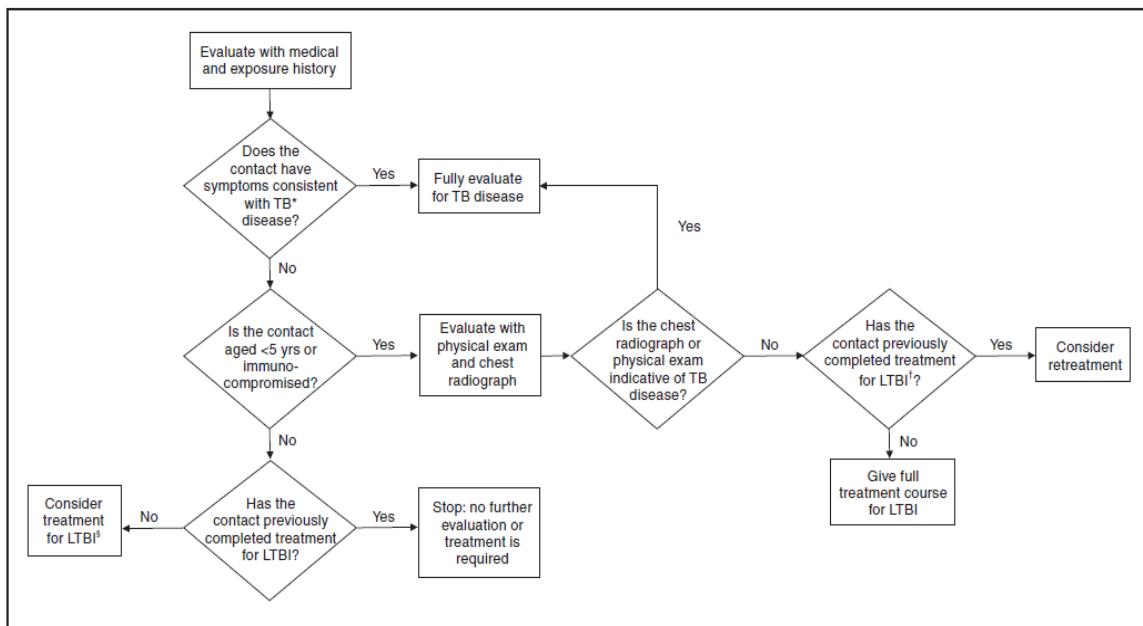 Evaluate with medical
and exposure history
Does the
contact have
symptoms consistent
with TB*
disease?
Yes
Fully evaluate
for TB disease
Yes
No
Is the contact
aged <5 yrs or
immuno-
compromised?
Yes
Evaluate with
physical exam
and chest
radiograph
Is the chest
radiograph or
physical exam
indicative of TB
disease?
No
Has the
contact previously
completed treatment
for LTBI†?
Yes
Consider
retreatment
No
No
Give full
treatment course
for LTBI
Consider
treatment
for LTBI§
No
Has the
contact previously
completed treatment
for LTBI?
Yes
Stop: no further
evaluation or
treatment is
required